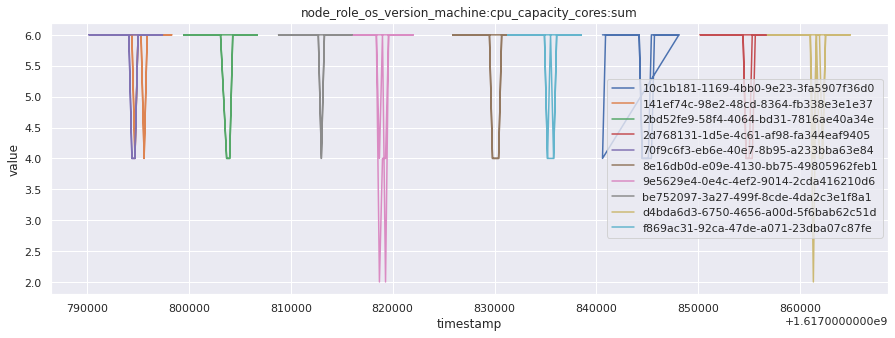 node_role_os_version_machine:cpu_capacity_cores:sum
6.0
5.5
5.0
4.5
4.0
3.5
3.0
2.5
2.0
value
10c1b181-1169-4bb0-9e23-3fa5907f36d0
141ef74c-98e2-48cd-8364-fb338e3e1e37
2bd52fe9-58f4-4064-bd31-7816ae40a34e
2d768131-1d5e-4c61-af98-fa344eaf9405
70f9c6f3-eb6e-40e7-8b95-a233bba63e84
8e16db0d-e09e-4130-bb75-49805962feb1
9e5629e4-0e4c-4ef2-9014-2cda416210d6
be752097-3a27-499f-8cde-4da2c3e1f8a1
d4bda6d3-6750-4656-a00d-5f6bab62c51d
f869ac31-92ca-47de-a071-23dba07c87fe
790000 800000 810000 820000 830000 840000 850000 860000
+1.6170000000e9
timestamp